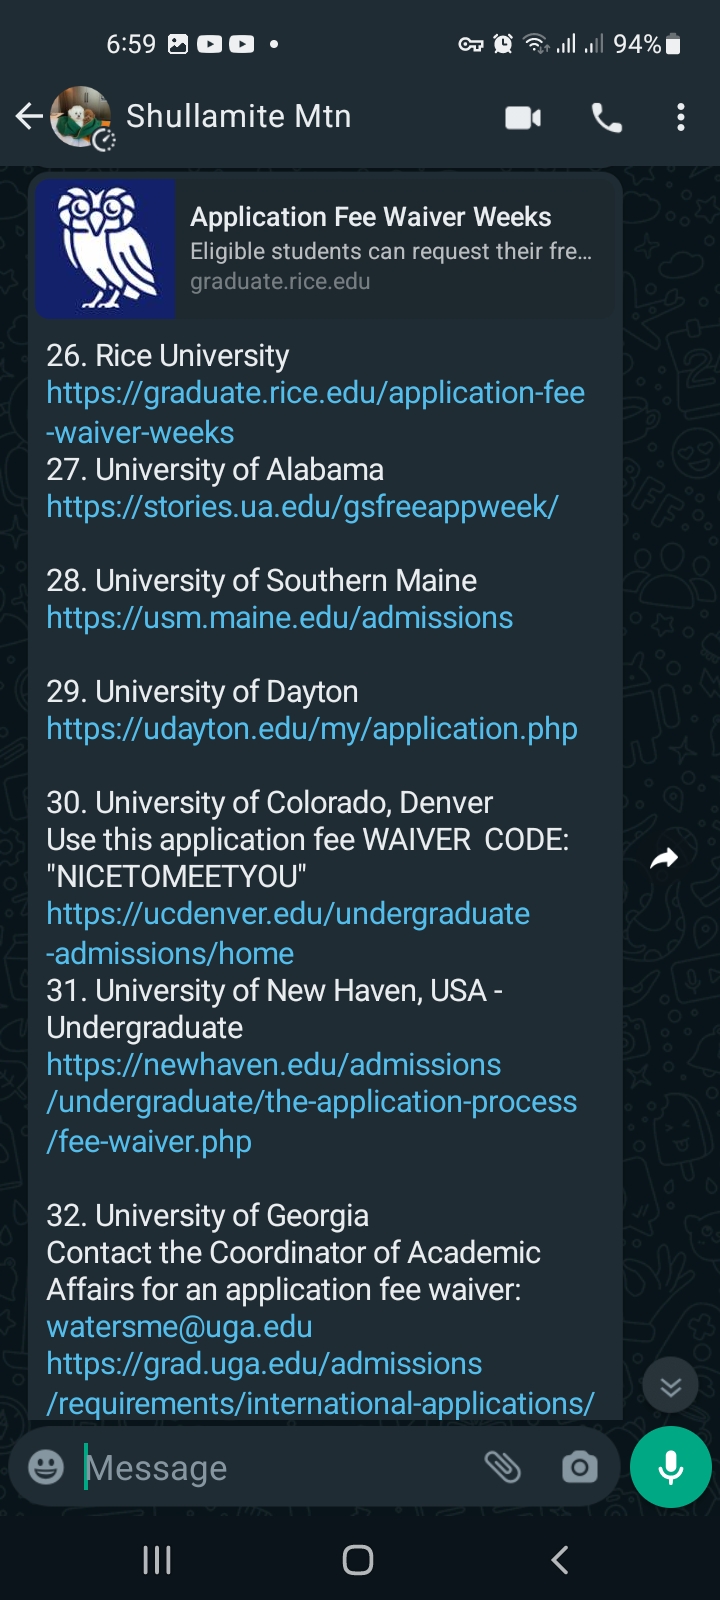 6:59
94%
Shullamite Mtn
Application Fee Waiver Weeks
Eligible students can request their fre...
graduate.rice.edu
26. Rice University
https://graduate.rice.edu/application-fee
-waiver-weeks
27. University of Alabama
https://stories.ua.edu/gsfreeappweek/
28. University of Southern Maine
https://usm.maine.edu/admissions
29. University of Dayton
https://udayton.edu/my/application.php
30. University of Colorado, Denver
Use this application fee WAIVER  CODE:
"NICETOMEETYOU"
https://ucdenver.edu/undergraduate
-admissions/home
31. University of New Haven, USA -
Undergraduate
https://newhaven.edu/admissions
/undergraduate/the-application-process
/fee-waiver.php
32. University of Georgia
Contact the Coordinator of Academic
Affairs for an application fee waiver:
watersme@uga.edu
https://grad.uga.edu/admissions
/requirements/international-applications/
Message